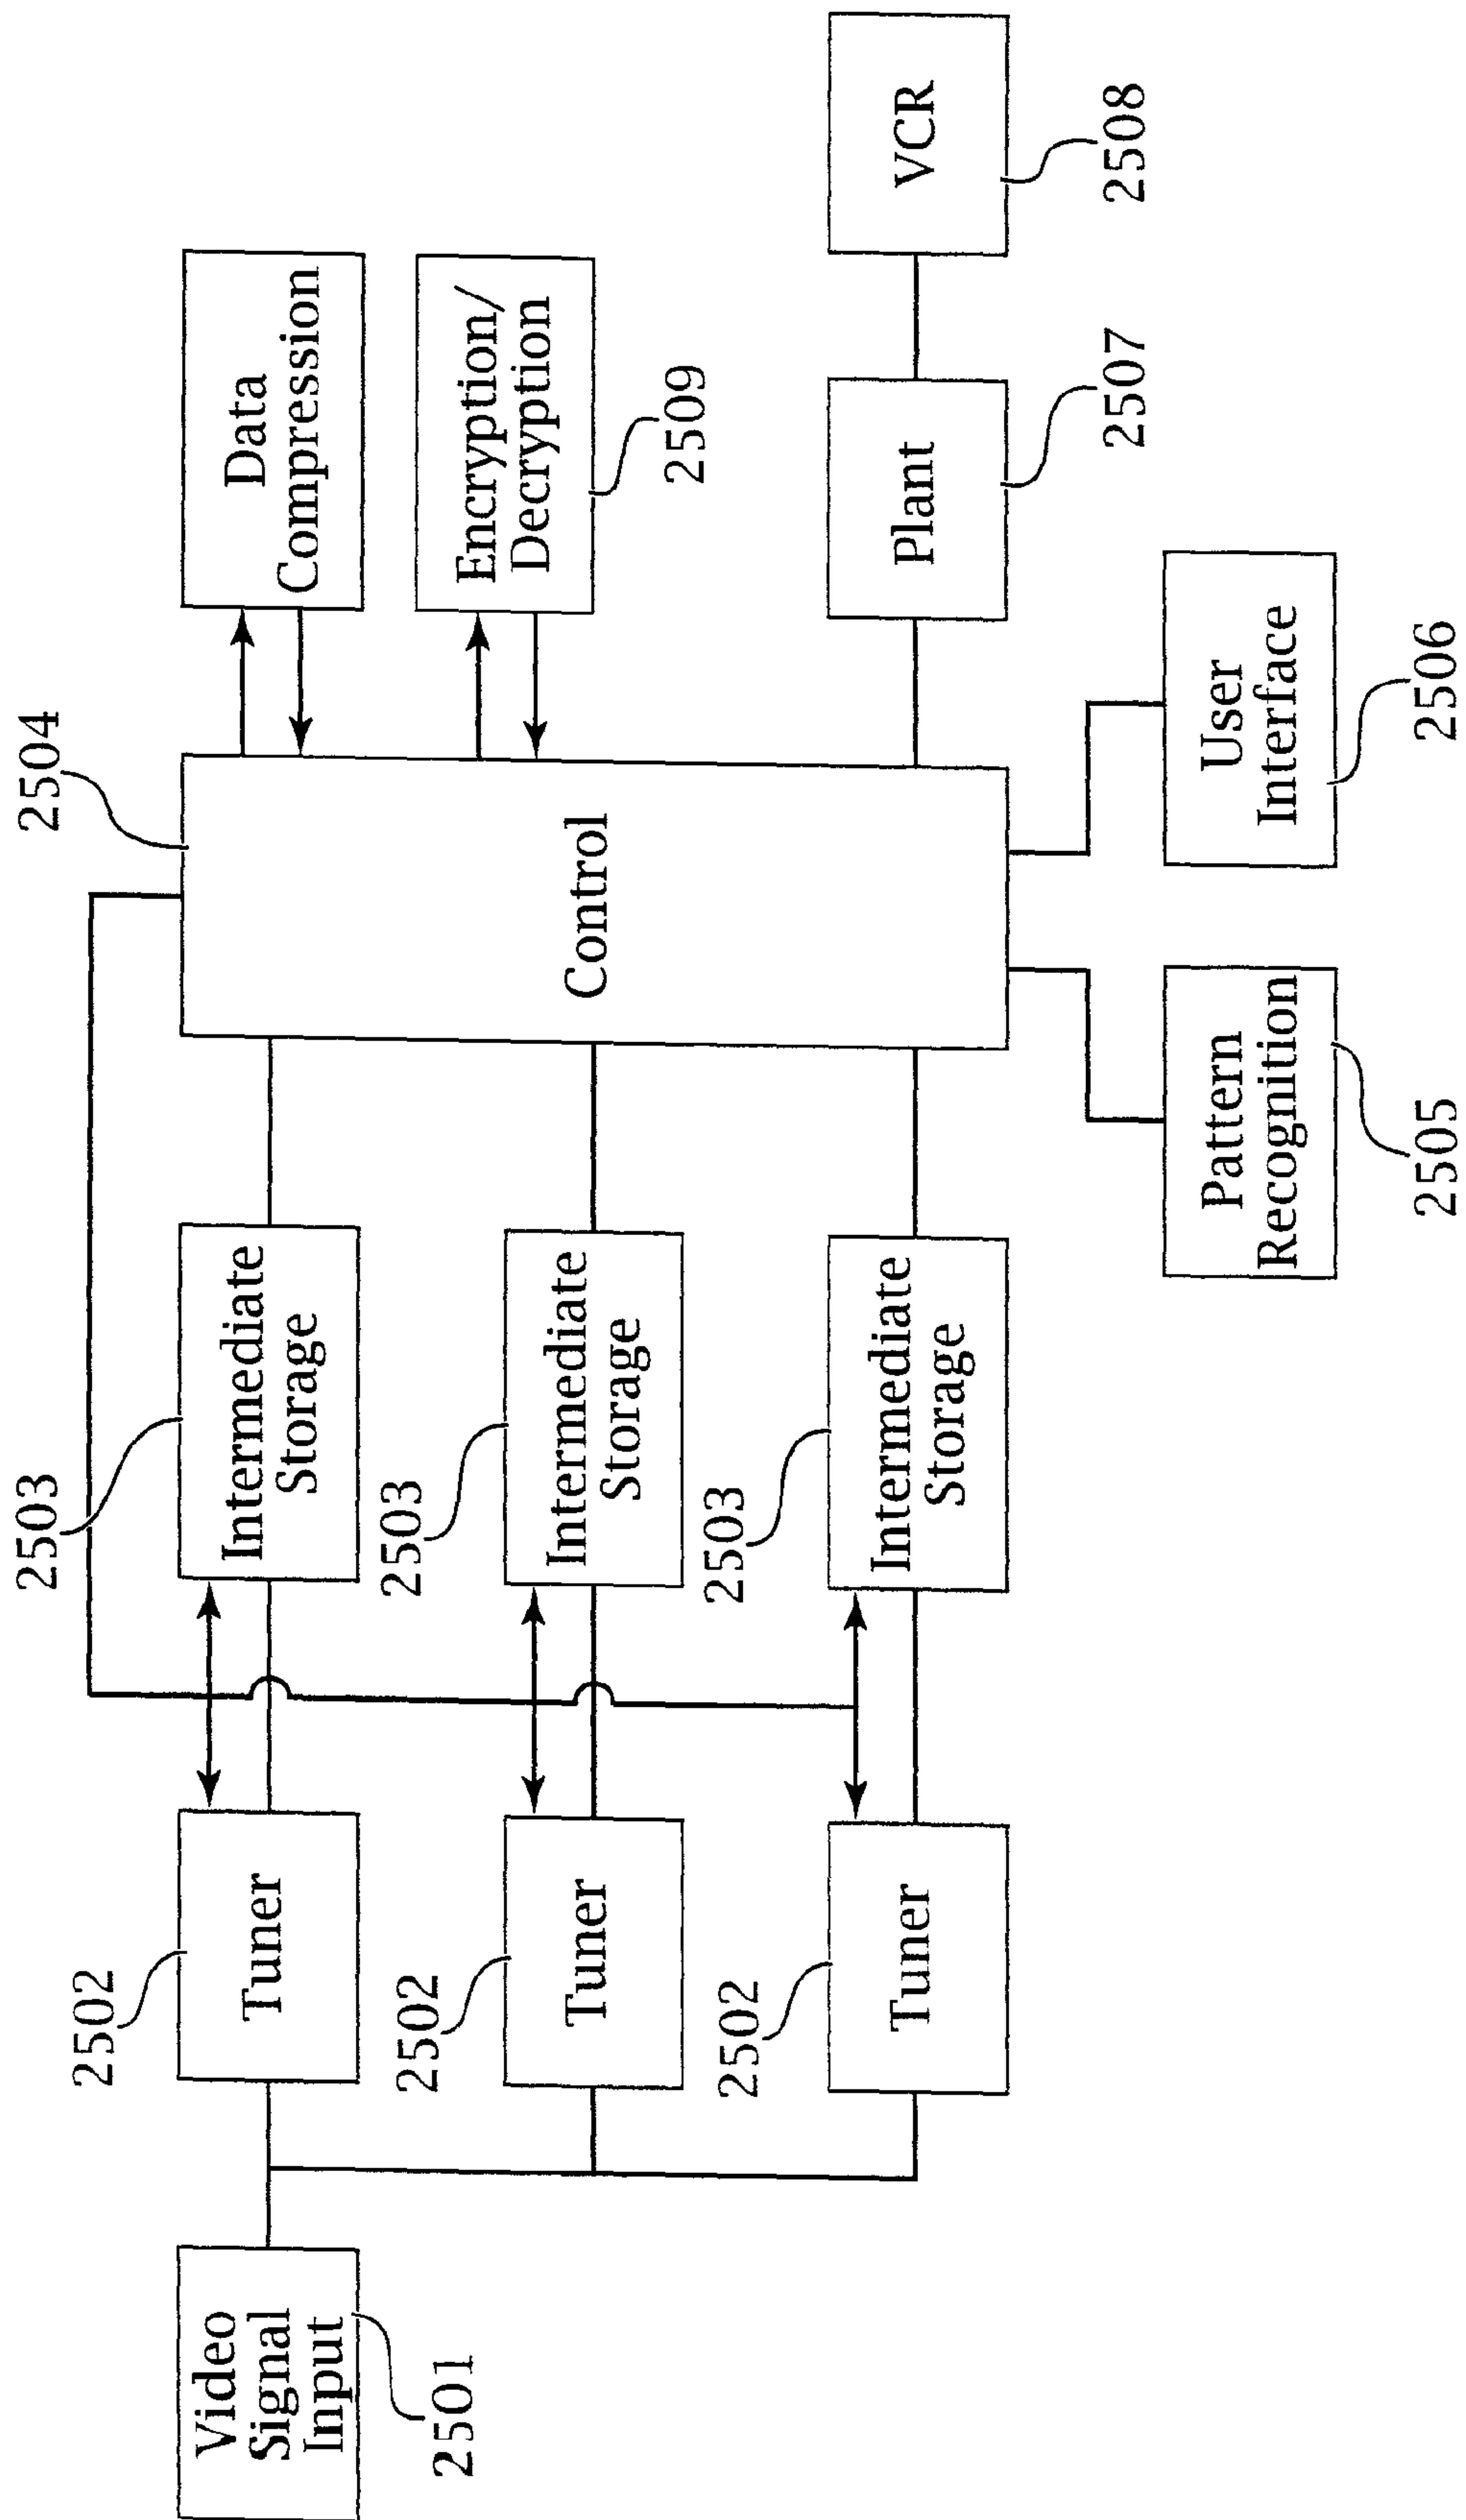 2504
Data
Compression
2503
2502
Tuner
Intermediate
Storage
Video
Signal
Input
2501
Encryption/
Decryption
2509
2502
Tuner
2503
Intermediate
Storage
Control
2502
Tuner
2503
Intermediate
Storage
Plant
2507
VCR
2508
Pattern
Recognition
2505
User
Interface
2506